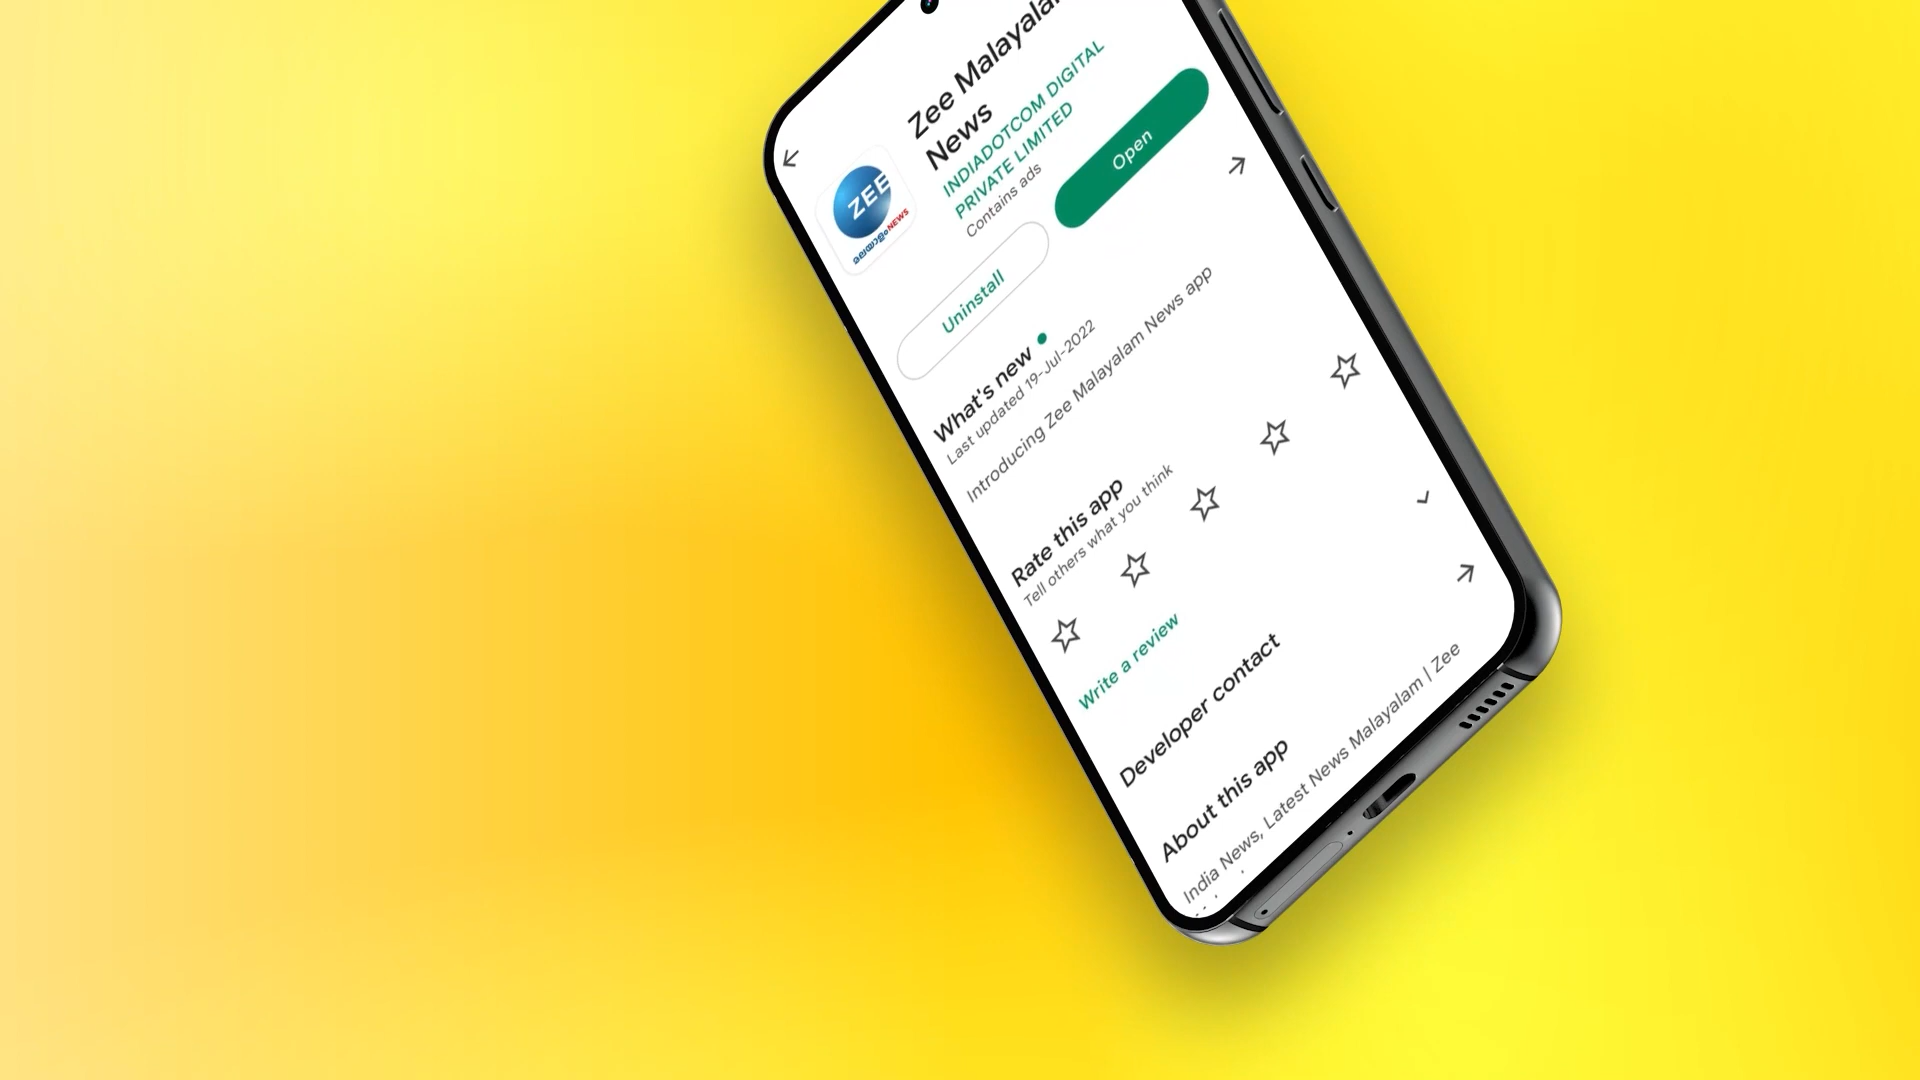 Zee Malayalam
News
INDIADOTCOM DIGITAL
PRIVATE LIMITED
Contains ads
ZEE
മലയാളംNEWS
Uninstall
Open
What's new
Last updated 19-Jul-2022
Introducing Zee Malayalam News app
Rate this app
Tell others what you think
Write a review
Developer contact
About this app
India News, Latest News Malayalam | Zee